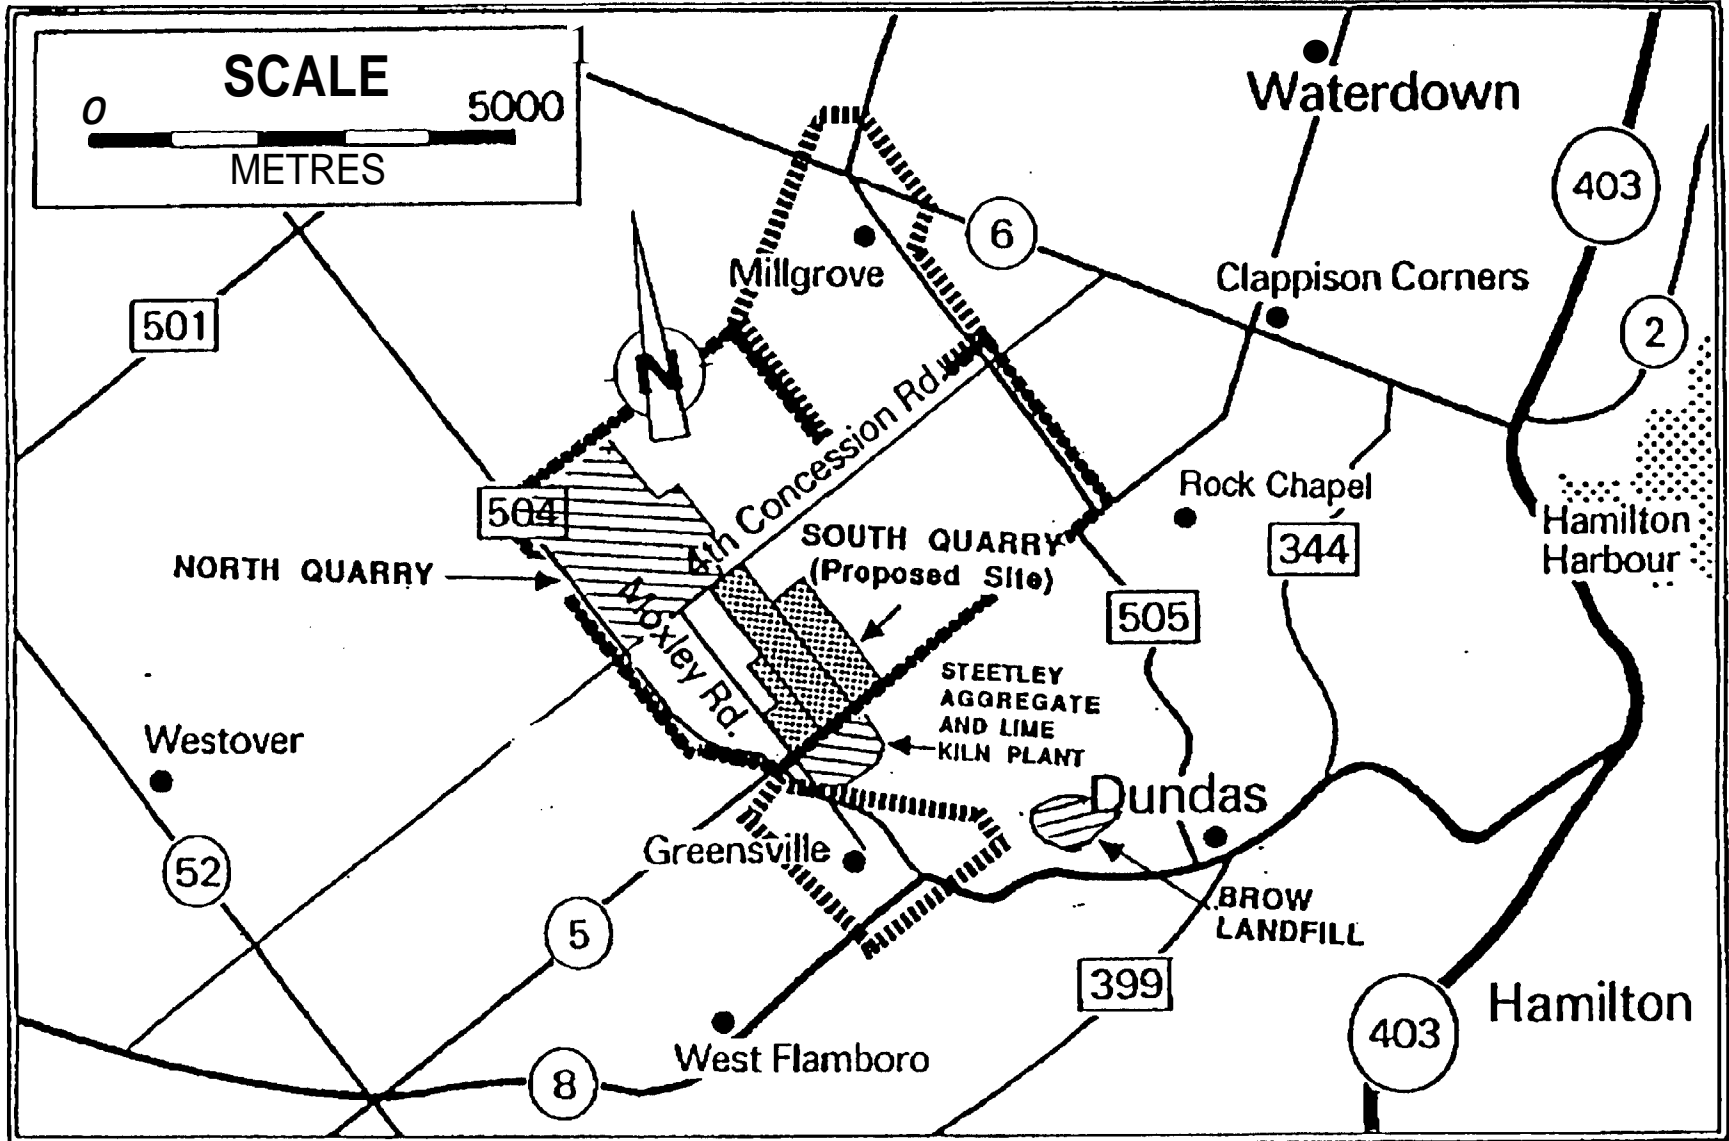 SCALE
0 5000
METRES
Waterdown
403
6
Millgrove
Clappison Corners
501
2
N
4th Concession Rd.
Rock Chapel
504
SOUTH QUARRY
(Proposed Site)
344
Hamilton
Harbour
NORTH QUARRY
Moxley Rd.
505
STEETLEY
AGGREGATE
AND LIME
KILN PLANT
Westover
Dundas
Greensville
52
BROW
LANDFILL
5
399
Hamilton
403
West Flamboro
8